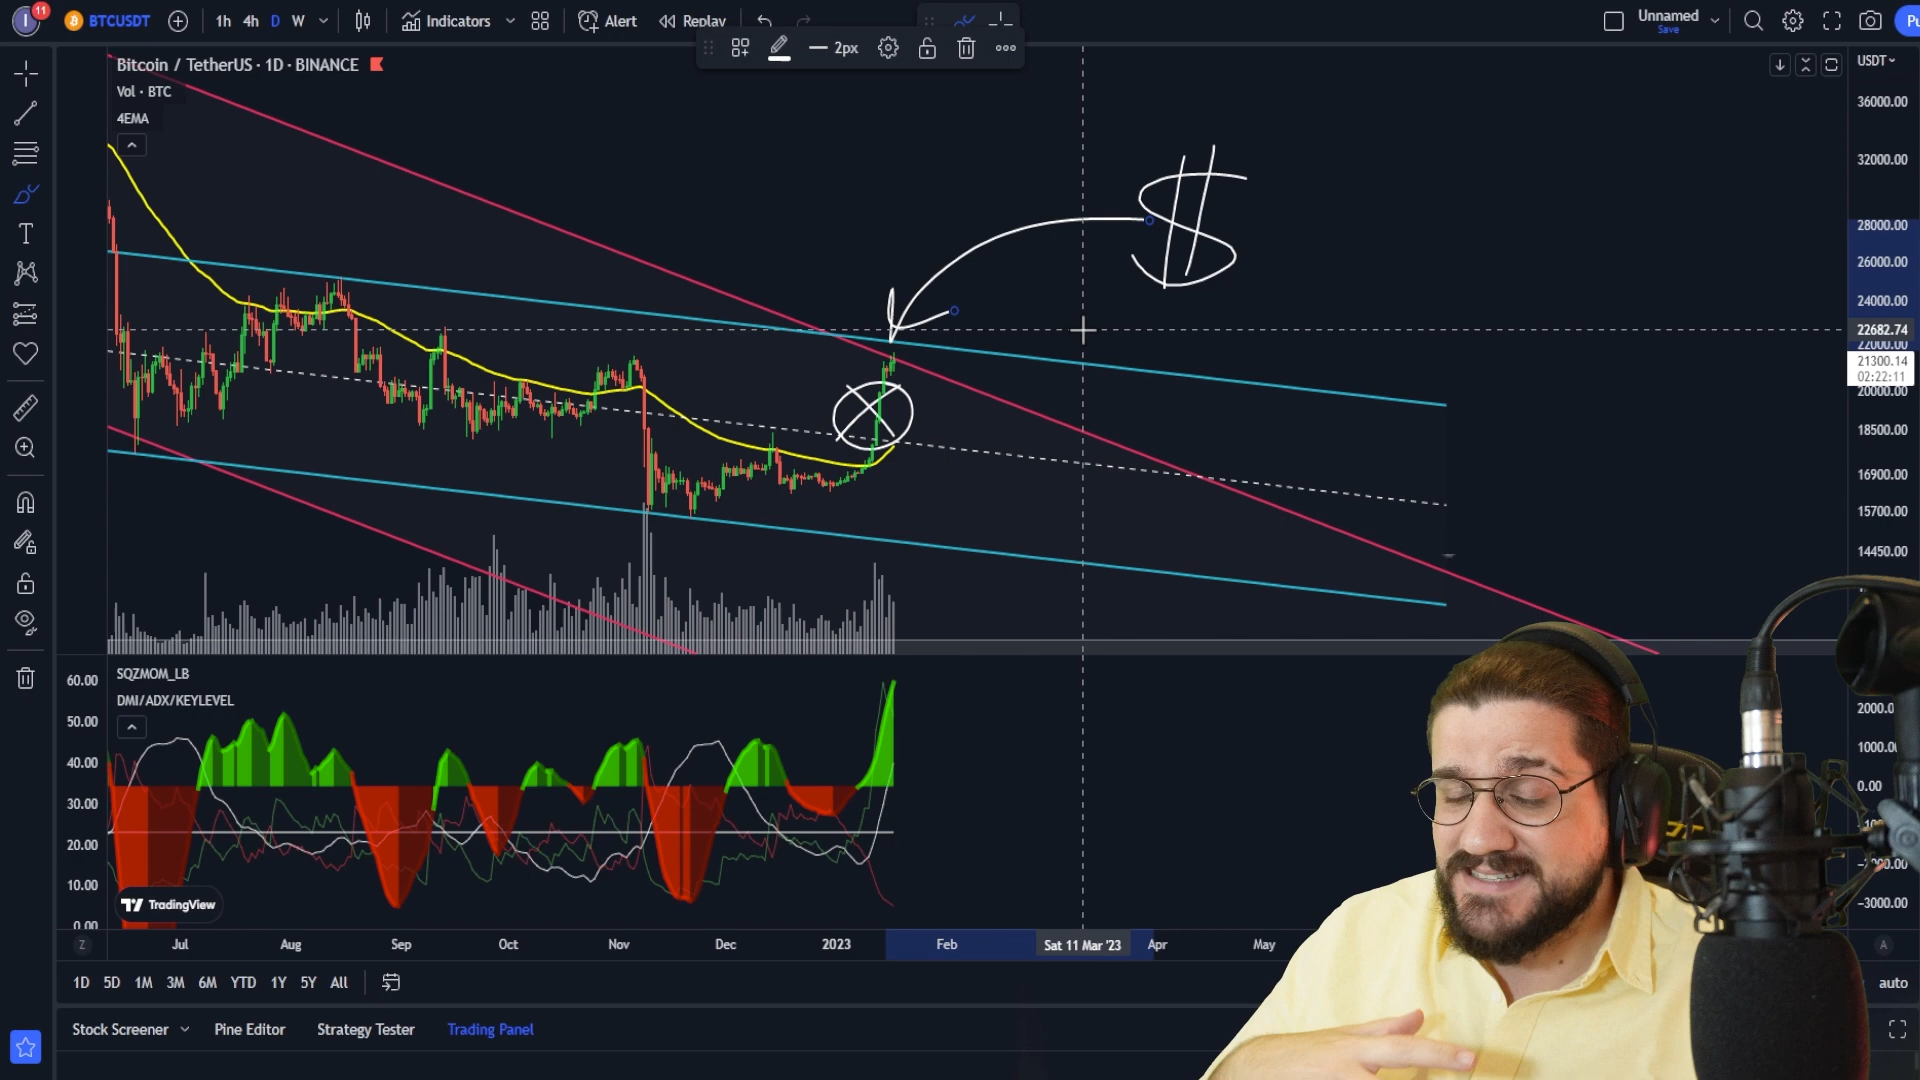 I 11 BTCUSDT 1h 4h D W Indicators Alert Replay Unnamed Pu
Save
2px
Bitcoin / TetherUS · 1D · BINANCE
Vol · BTC
4EMA
USDT
36000.00
32000.00
$
28000.00
26000.00
24000.00
22682.74
22000.00
21300.14
02:22:11
20000.00
18500.00
16900.00
15700.00
14450.00
SQZMOM_LB
DMI/ADX/KEYLEVEL
60.00
50.00
40.00
30.00
20.00
10.00
0.00
2000.0
1000.0
0.00
-3000.00
TradingView
Z Jul Aug Sep Oct Nov Dec 2023 Feb Sat 11 Mar '23 Apr May A
1D 5D 1M 3M 6M YTD 1Y 5Y All auto
Stock Screener Pine Editor Strategy Tester Trading Panel